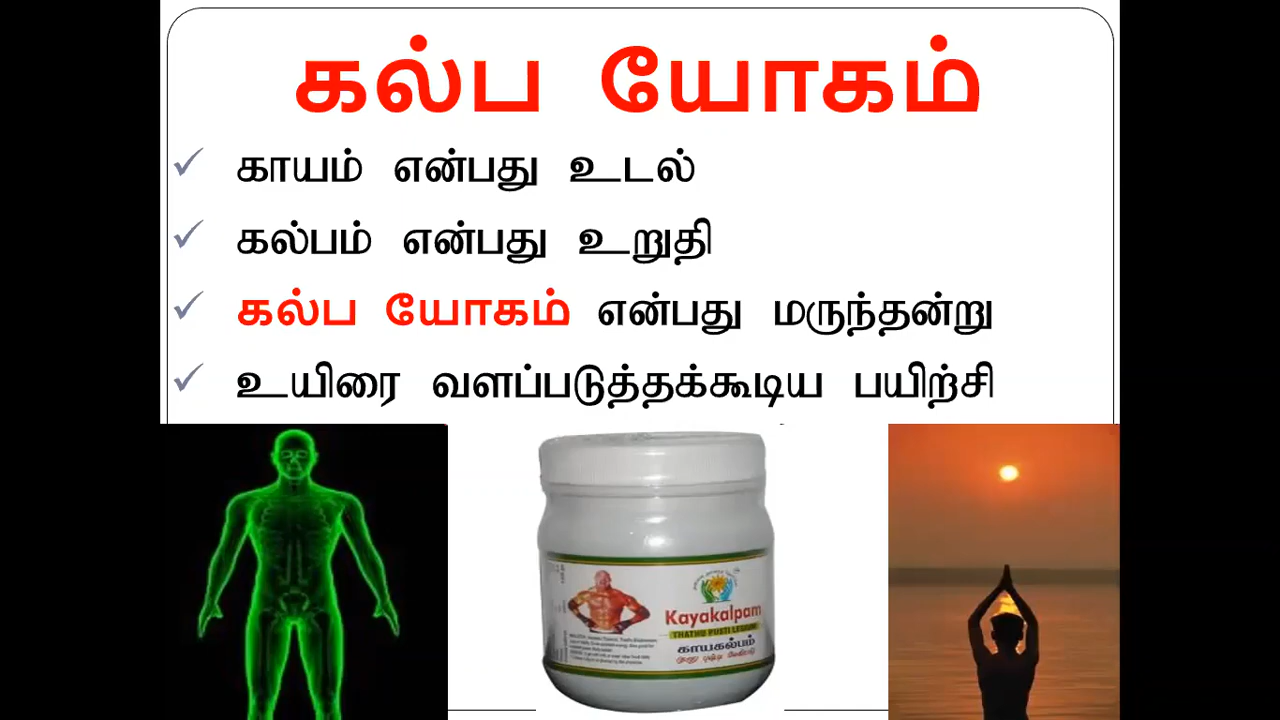 கல்ப யோகம்
காயம் என்பது உடல்
கல்பம் என்பது உறுதி
கல்ப யோகம் என்பது மருந்தன்று
உயிரை வளப்படுத்தக்கூடிய பயிற்சி
Kayakalpam
THATHU PUSTI LEGIUM
காயகல்பம்